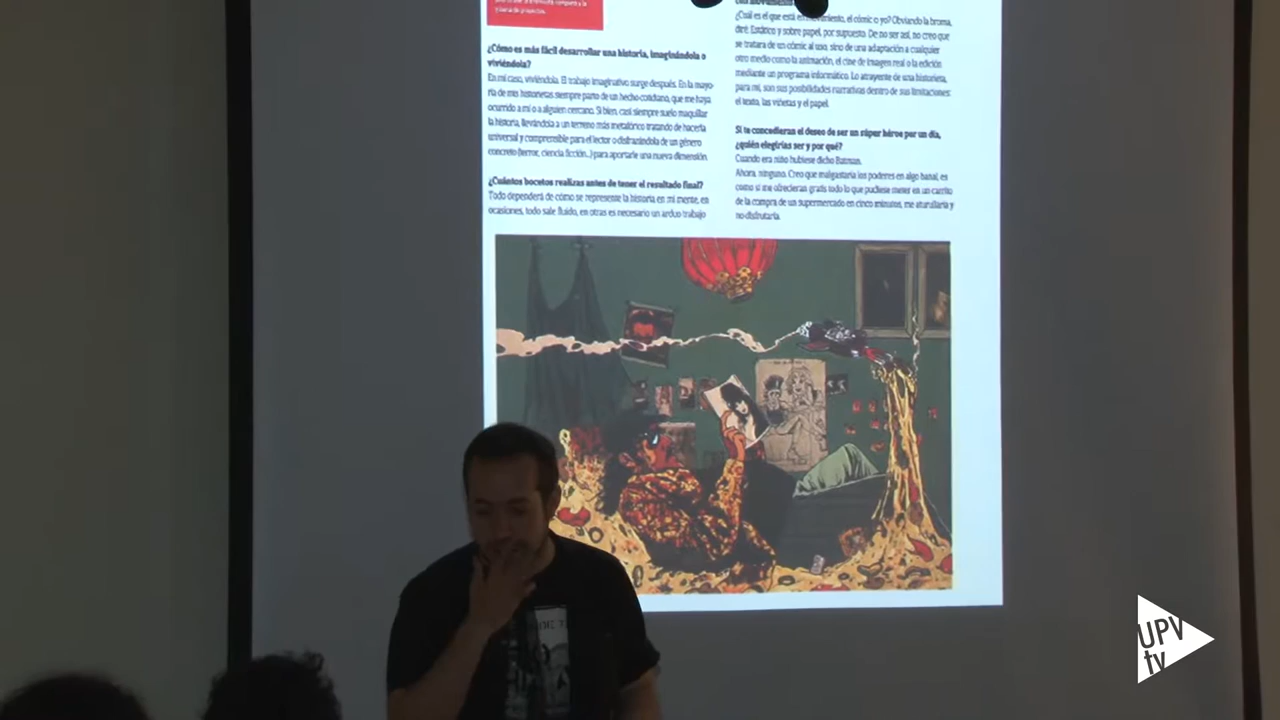 y galería de proyectos.
¿Cómo es más fácil desarrollar una historia, imaginándola o
viviéndola?
En mi caso, viviéndola. El trabajo imaginativo surge después. En la mayo-
ría de mis historietas siempre parto de un hecho cotidiano, que me haya
ocurrido a mí o a alguien cercano. Si bien, casi siempre suelo maquillar
la historia, llevándola a un terreno más metafórico tratando de hacerla
universal y comprensible para el lector o disfrazándola de un género
concreto (terror, ciencia ficción...) para aportarle una nueva dimensión.
¿Cuántos bocetos realizas antes de tener el resultado final?
Todo dependerá de cómo se represente la historia en mi mente, en
ocasiones, todo sale fluido, en otras es necesario un arduo trabajo
¿Cuál es el que está en movimiento, el cómic o yo? Obviando la broma,
diré: Estático y sobre papel, por supuesto. De no ser así, no creo que
se tratara de un cómic al uso, sino de una adaptación a cualquier
otro medio como la animación, el cine de imagen real o la edición
mediante un programa informático. Lo atrayente de una historieta,
para mí, son sus posibilidades narrativas dentro de sus limitaciones:
el texto, las viñetas y el papel.
Si te concedieran el deseo de ser un súper héroe por un día,
¿quién elegirías ser y por qué?
Cuando era niño hubiese dicho Batman.
Ahora, ninguno. Creo que malgastaría los poderes en algo banal, es
como si me ofrecieran gratis todo lo que pudiese meter en un carrito
de la compra de un supermercado en cinco minutos, me aturullaría y
no disfrutaría.
UPV
tv